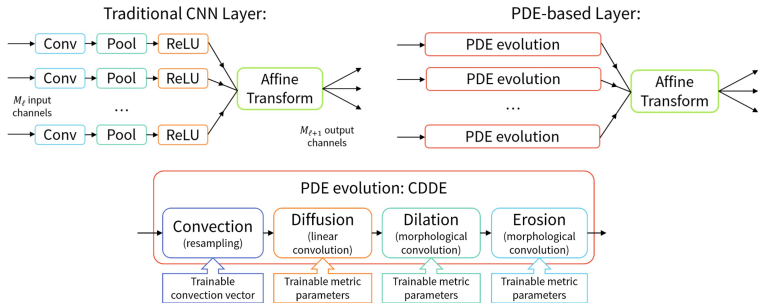 Traditional CNN Layer:
Conv Pool ReLU
Conv Pool ReLU
Affine
Transform
Mℓ input
channels
...
Conv Pool ReLU
Mℓ+1 output
channels
PDE-based Layer:
PDE evolution
PDE evolution
...
PDE evolution
Affine
Transform
PDE evolution: CDDE
Convection
(resampling)
Diffusion
(linear
convolution)
Dilation
(morphological
convolution)
Erosion
(morphological
convolution)
Trainable
convection vector
Trainable metric
parameters
Trainable metric
parameters
Trainable metric
parameters